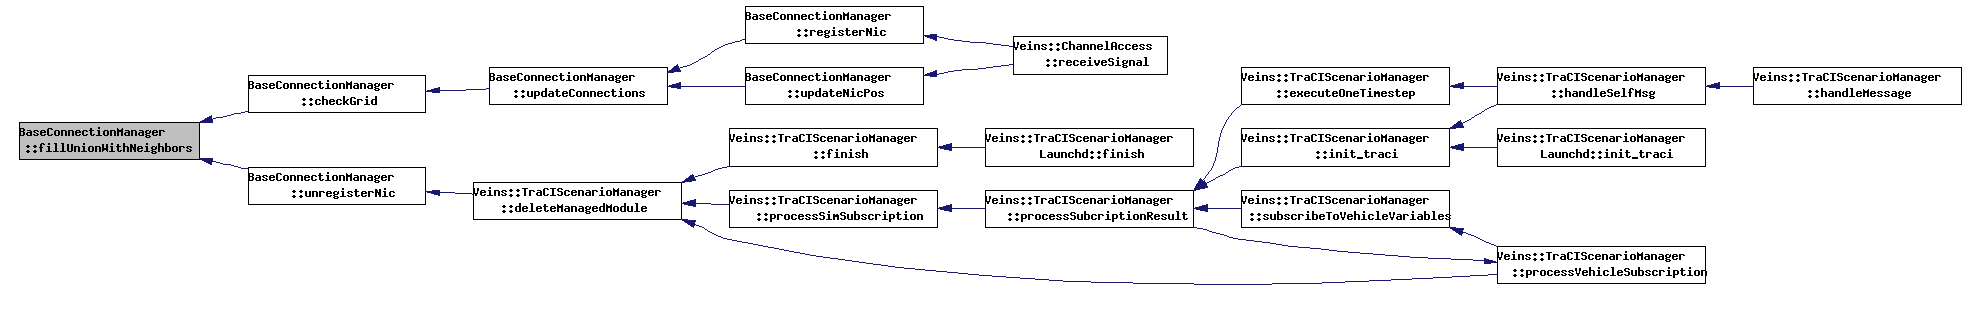 BaseConnectionManager
::fillUnionWithNeighbors
BaseConnectionManager
::checkGrid
BaseConnectionManager
::unregisterNic
BaseConnectionManager
::updateConnections
Veins::TraCIScenarioManager
::deleteManagedModule
BaseConnectionManager
::registerNic
BaseConnectionManager
::updateNicPos
Veins::TraCIScenarioManager
::finish
Veins::TraCIScenarioManager
::processSimSubscription
Veins::ChannelAccess
::receiveSignal
Veins::TraCIScenarioManager
Launchd::finish
Veins::TraCIScenarioManager
::processSubcriptionResult
Veins::TraCIScenarioManager
::executeOneTimestep
Veins::TraCIScenarioManager
::init_traci
Veins::TraCIScenarioManager
::subscribeToVehicleVariables
Veins::TraCIScenarioManager
::handleSelfMsg
Veins::TraCIScenarioManager
Launchd::init_traci
Veins::TraCIScenarioManager
::processVehicleSubscription
Veins::TraCIScenarioManager
::handleMessage